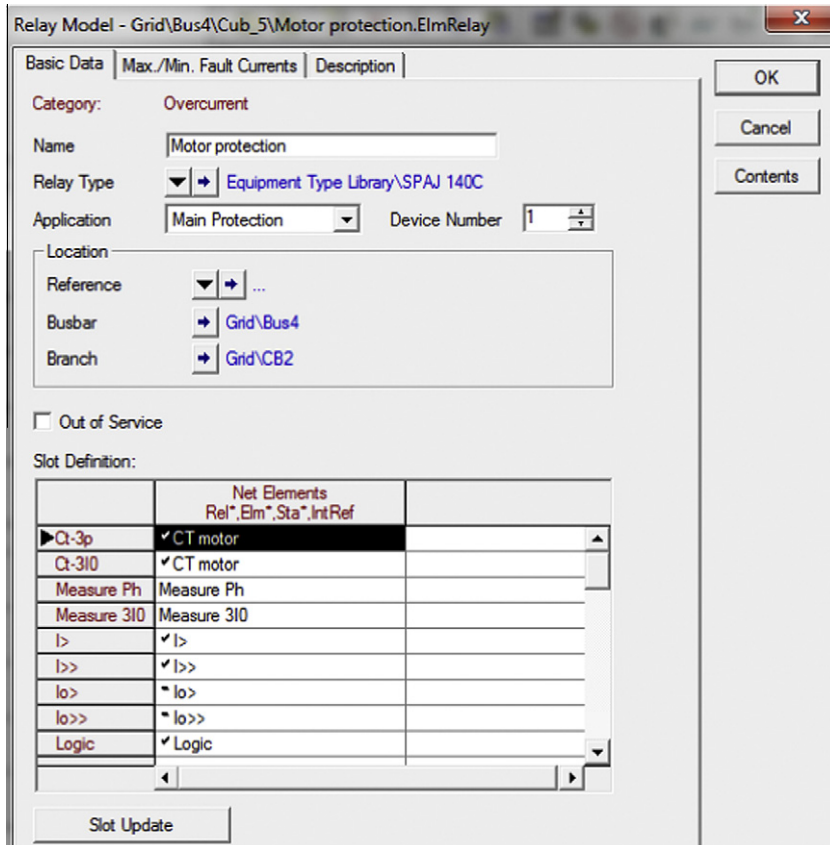 Relay Model - Grid\Bus4\Cub_5\Motor protection.ElmRelay
x
Basic Data Max./Min. Fault Currents Description
OK
Category: Overcurrent
Cancel
Name Motor protection
Relay Type Equipment Type Library\SPAJ 140C
Contents
Application Main Protection Device Number 1
Location
Reference ...
Busbar Grid\Bus4
Branch Grid\CB2
Out of Service
Slot Definition:
Net Elements
Rel*,Elm*,Sta*,IntRef
Ct-3p CT motor
Ct-3I0 CT motor
Measure Ph Measure Ph
Measure 3I0 Measure 3I0
I> I>
I>> I>>
Io> Io>
Io>> Io>>
Logic Logic
Slot Update